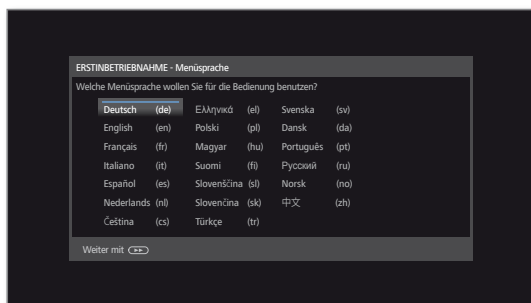 ERSTINBETRIEBNAHME - Menüsprache
Welche Menüsprache wollen Sie für die Bedienung benutzen?
Deutsch (de) Ελληνικά (el) Svenska (sv)
English (en) Polski (pl) Dansk (da)
Français (fr) Magyar (hu) Português (pt)
Italiano (it) Suomi (fi) Русский (ru)
Español (es) Slovenščina (sl) Norsk (no)
Nederlands (nl) Slovenčina (sk) 中文 (zh)
Čeština (cs) Türkçe (tr)
Weiter mit